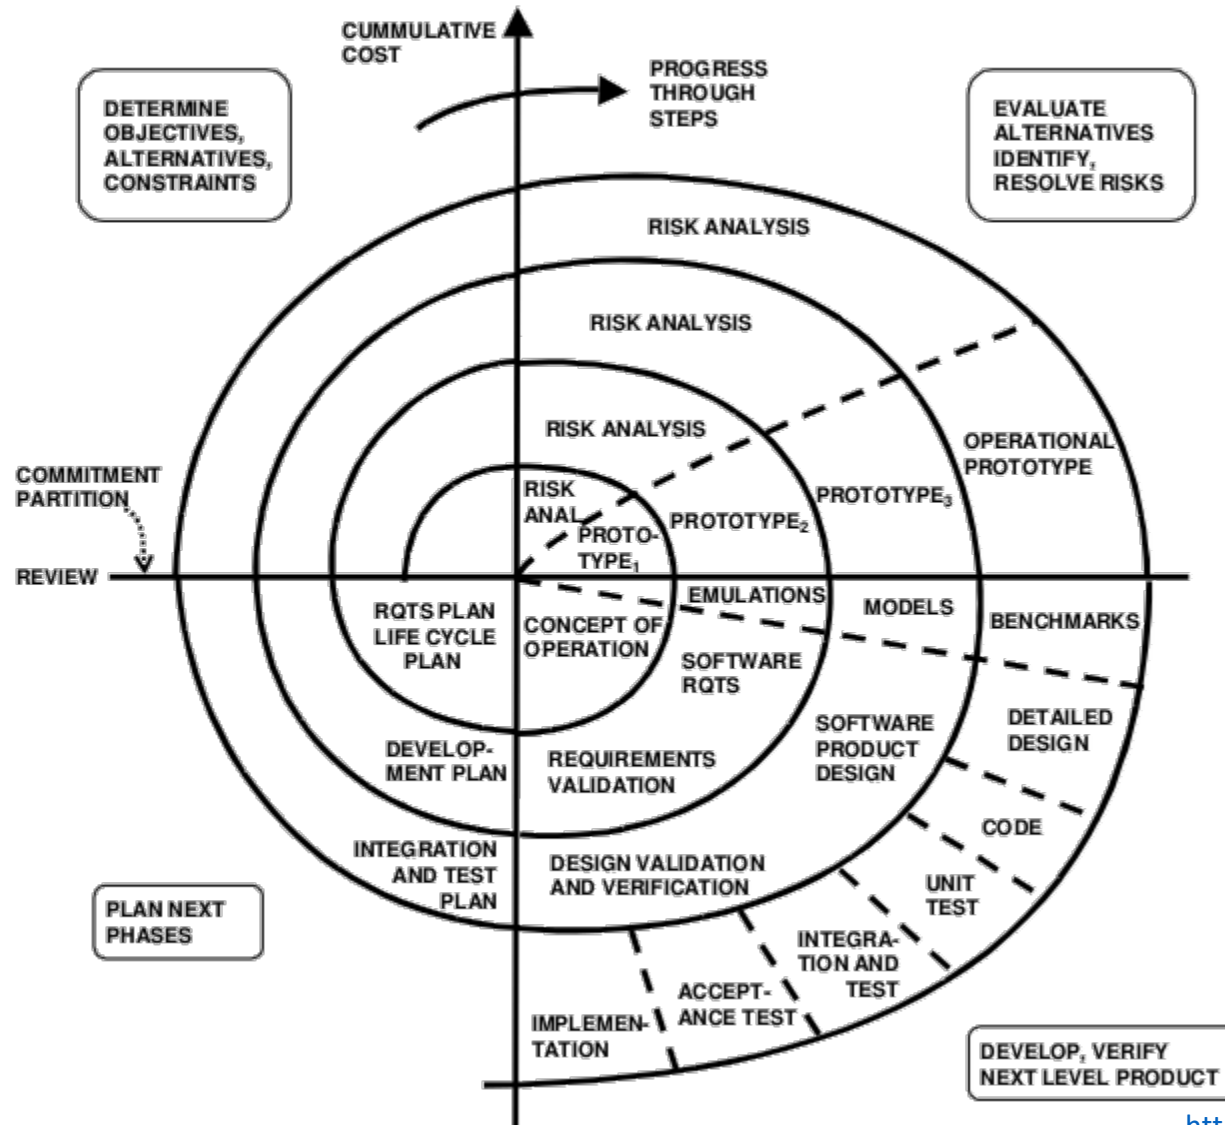 CUMMULATIVE
COST
PROGRESS
THROUGH
STEPS
DETERMINE
OBJECTIVES,
ALTERNATIVES,
CONSTRAINTS
EVALUATE
ALTERNATIVES
IDENTIFY,
RESOLVE RISKS
RISK ANALYSIS
RISK ANALYSIS
RISK ANALYSIS
RISK
ANAL.
PROTO-
TYPE1
PROTOTYPE2
PROTOTYPE3
OPERATIONAL
PROTOTYPE
COMMITMENT
PARTITION
REVIEW
RQTS PLAN
LIFE CYCLE
PLAN
CONCEPT OF
OPERATION
EMULATIONS
MODELS
BENCHMARKS
SOFTWARE
RQTS
SOFTWARE
PRODUCT
DESIGN
DETAILED
DESIGN
DEVELOP-
MENT PLAN
REQUIREMENTS
VALIDATION
CODE
INTEGRATION
AND TEST
PLAN
DESIGN VALIDATION
AND VERIFICATION
UNIT
TEST
PLAN NEXT
PHASES
INTEGRA-
TION AND
TEST
ACCEPT-
ANCE TEST
IMPLEMEN-
TATION
DEVELOP, VERIFY
NEXT LEVEL PRODUCT